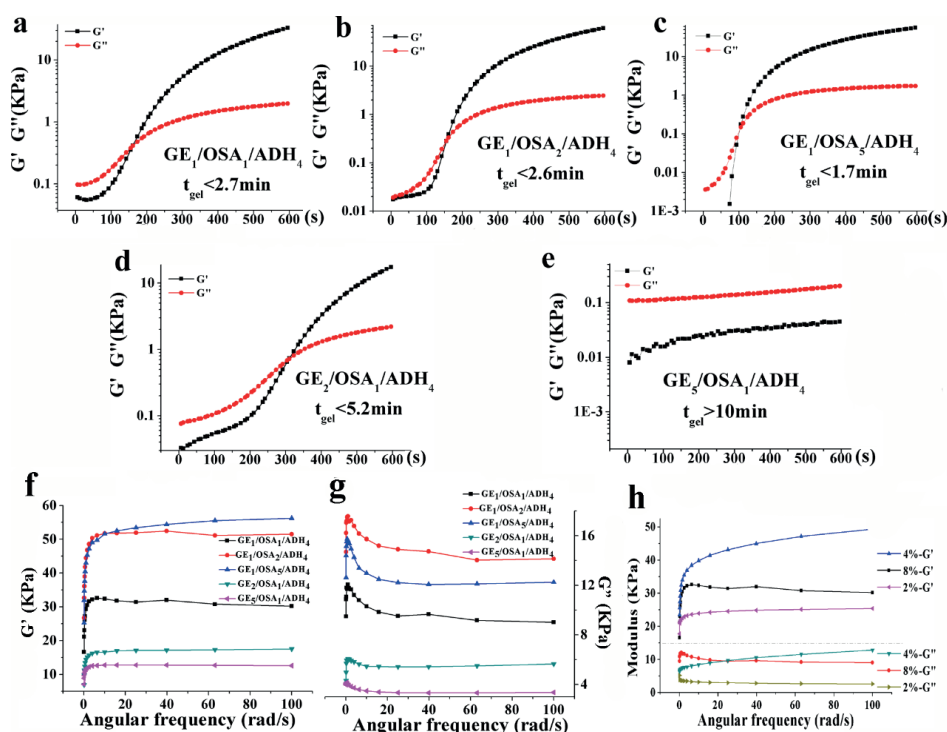 a
G'
G"
G' G"(KPa)
10
1
0.1
0 100 200 300 400 500 600 (s)
GE1/OSA1/ADH4
tgel<2.7min
b
G'
G"
G' G"(KPa)
10
1
0.1
0.01
0 100 200 300 400 500 600 (s)
GE1/OSA2/ADH4
tgel<2.6min
c
G'
G"
G' G"(KPa)
10
1
0.1
0.01
1E-3
0 100 200 300 400 500 600 (s)
GE1/OSA5/ADH4
tgel<1.7min
d
G'
G"
G' G"(KPa)
10
1
0.1
0 100 200 300 400 500 600 (s)
GE2/OSA1/ADH4
tgel<5.2min
e
G'
G"
G' G"(KPa)
0.1
0.01
1E-3
0 100 200 300 400 500 600 (s)
GE5/OSA1/ADH4
tgel>10min
f
G' (KPa)
60
50
40
30
20
10
GE1/OSA1/ADH4
GE1/OSA2/ADH4
GE1/OSA5/ADH4
GE2/OSA1/ADH4
GE5/OSA1/ADH4
0 20 40 60 80 100
Angular frequency (rad/s)
g
GE1/OSA1/ADH4
GE1/OSA2/ADH4
GE1/OSA5/ADH4
GE2/OSA1/ADH4
GE5/OSA1/ADH4
16
12
8
4
G" (KPa)
0 20 40 60 80 100
Angular frequency (rad/s)
h
Modulus (KPa)
50
40
30
20
10
0
4%-G'
8%-G'
2%-G'
4%-G"
8%-G"
2%-G"
0 20 40 60 80 100
Angular frequency (rad/s)